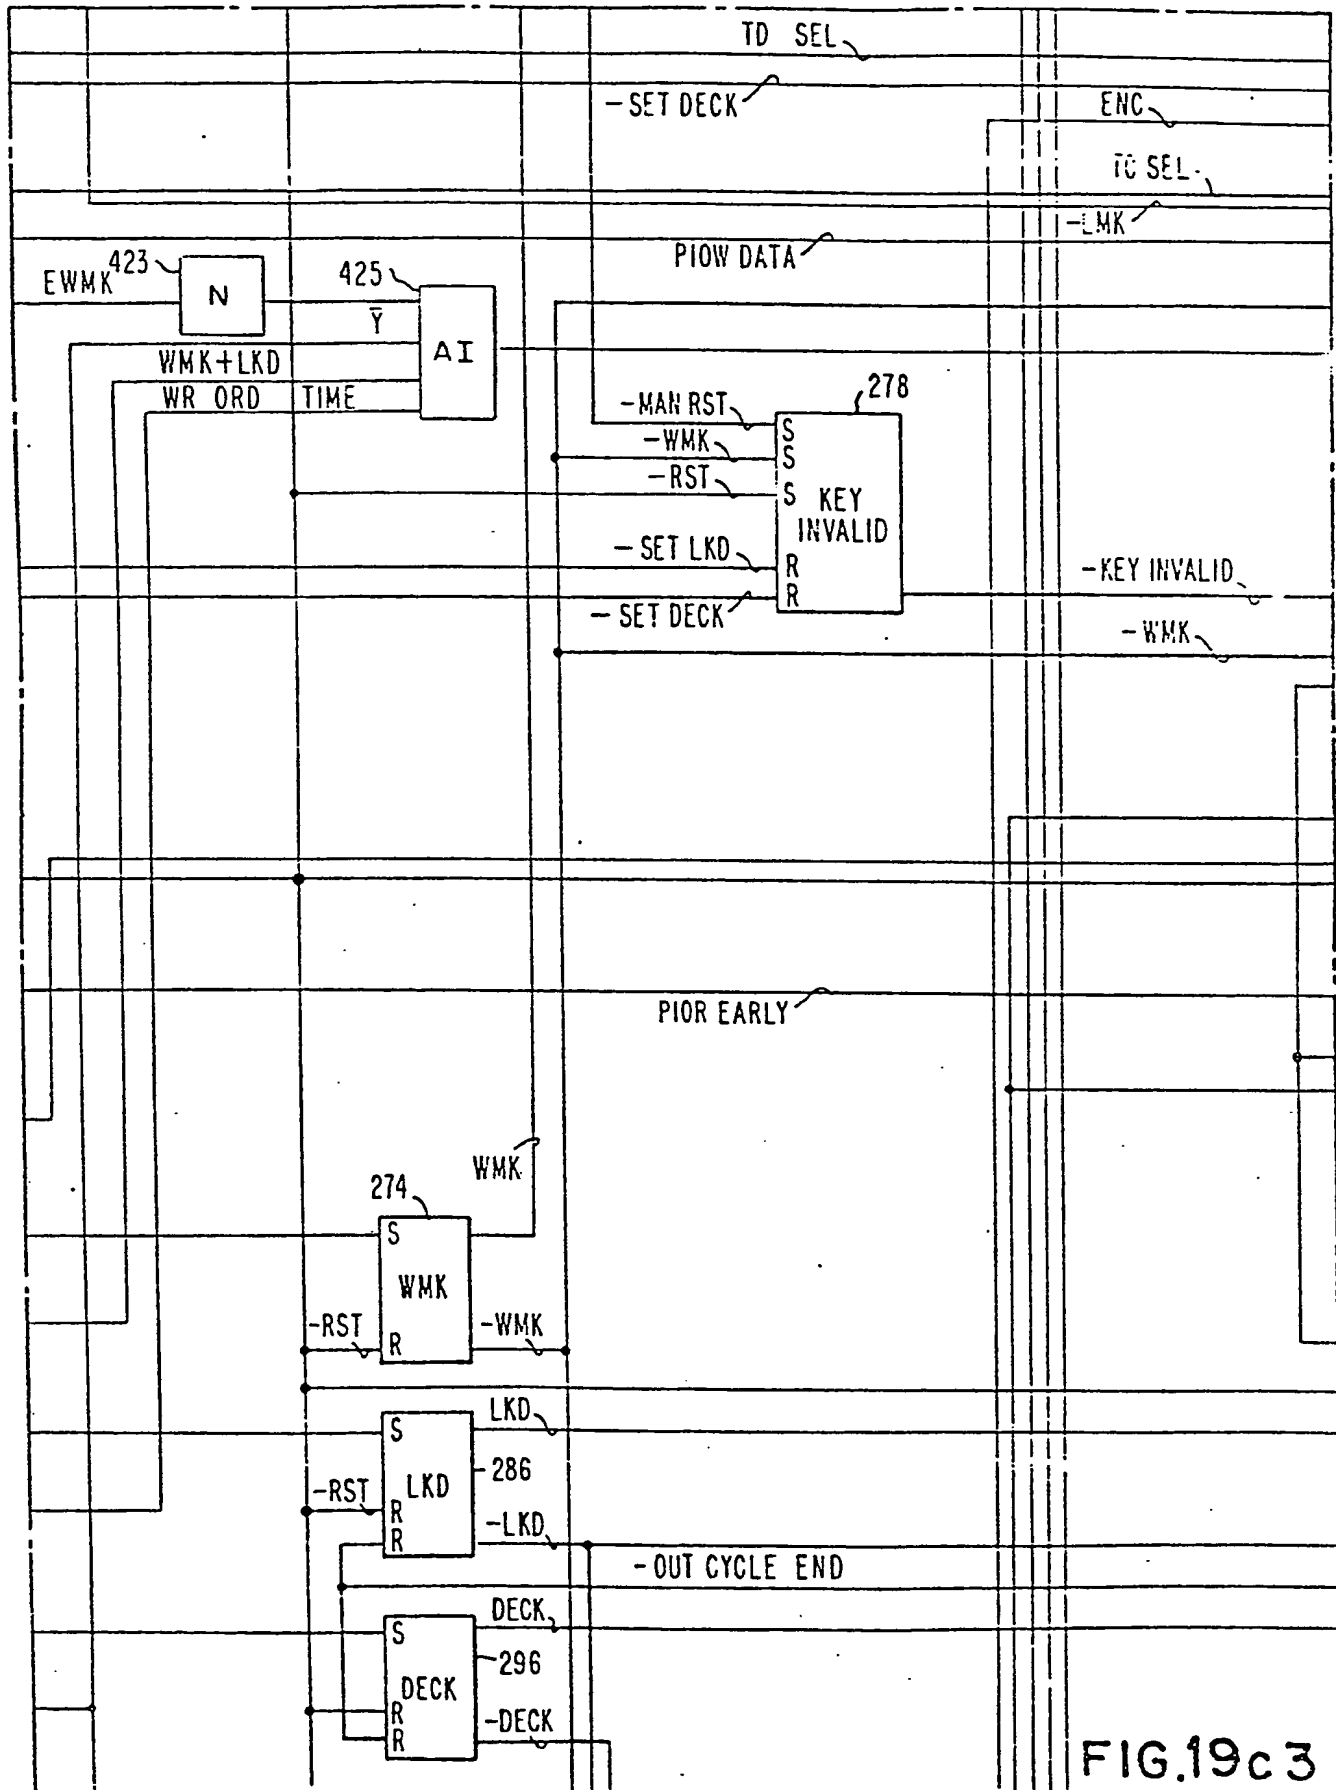 TD SEL
-SET DECK
ENC
TC SEL
-LMK
PIOW DATA
EWMK
423
N
425
Y̅
AI
WMK+LKD
WR ORD TIME
278
-MAN RST
S
-WMK
S
-RST
S
KEY
INVALID
-SET LKD
R
-KEY INVALID
-SET DECK
R
-WMK
PIOR EARLY
WMK
274
S
WMK
-RST
R
-WMK
LKD
S
286
LKD
-RST
R
-LKD
R
-OUT CYCLE END
DECK
S
296
DECK
R
-DECK
R
FIG.19c3